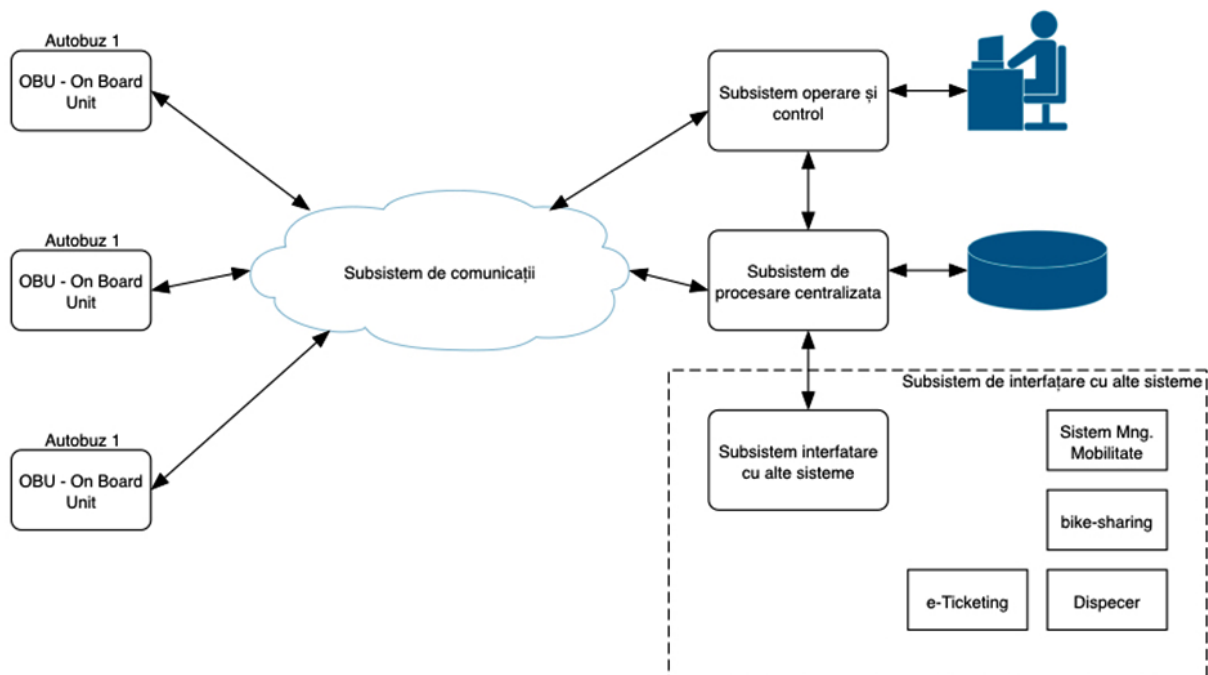 Autobuz 1
OBU - On Board
Unit
Autobuz 1
OBU - On Board
Unit
Autobuz 1
OBU - On Board
Unit
Subsistem de comunicații
Subsistem operare și
control
Subsistem de
procesare centralizata
Subsistem de interfațare cu alte sisteme
Subsistem interfatare
cu alte sisteme
Sistem Mng.
Mobilitate
bike-sharing
e-Ticketing
Dispecer